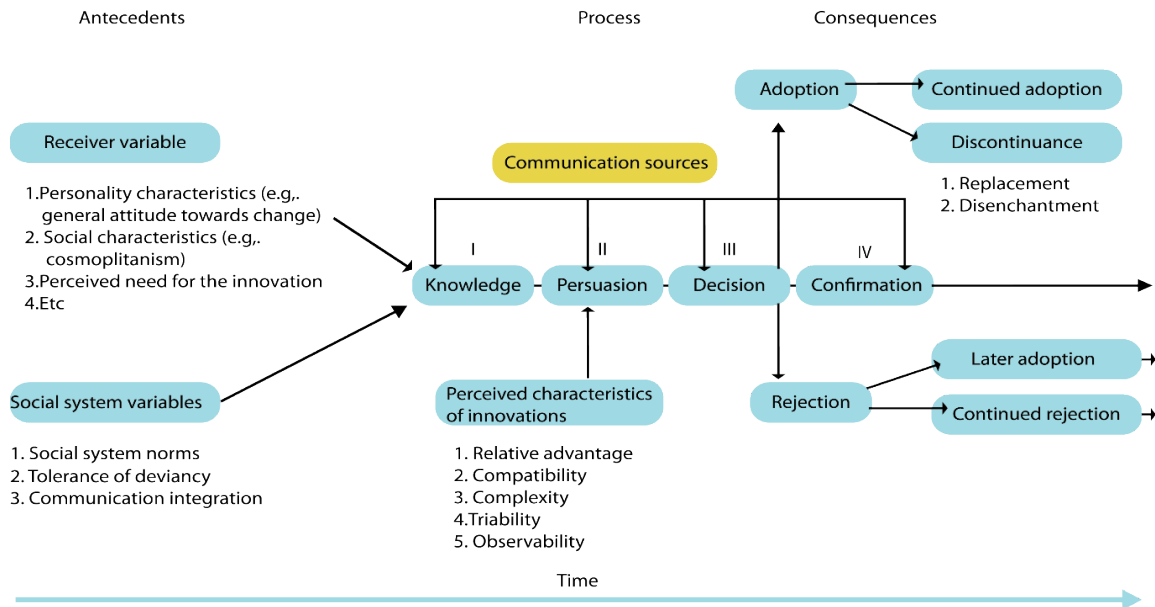 Antecedents
Process
Consequences
Receiver variable
1.Personality characteristics (e.g,.
general attitude towards change)
2. Social characteristics (e.g,.
cosmoplitanism)
3.Perceived need for the innovation
4.Etc
Social system variables
1. Social system norms
2. Tolerance of deviancy
3. Communication integration
Communication sources
I
II
III
IV
Knowledge
Persuasion
Decision
Confirmation
Perceived characteristics
of innovations
1. Relative advantage
2. Compatibility
3. Complexity
4.Triability
5. Observability
Adoption
Continued adoption
Discontinuance
1. Replacement
2. Disenchantment
Rejection
Later adoption
Continued rejection
Time